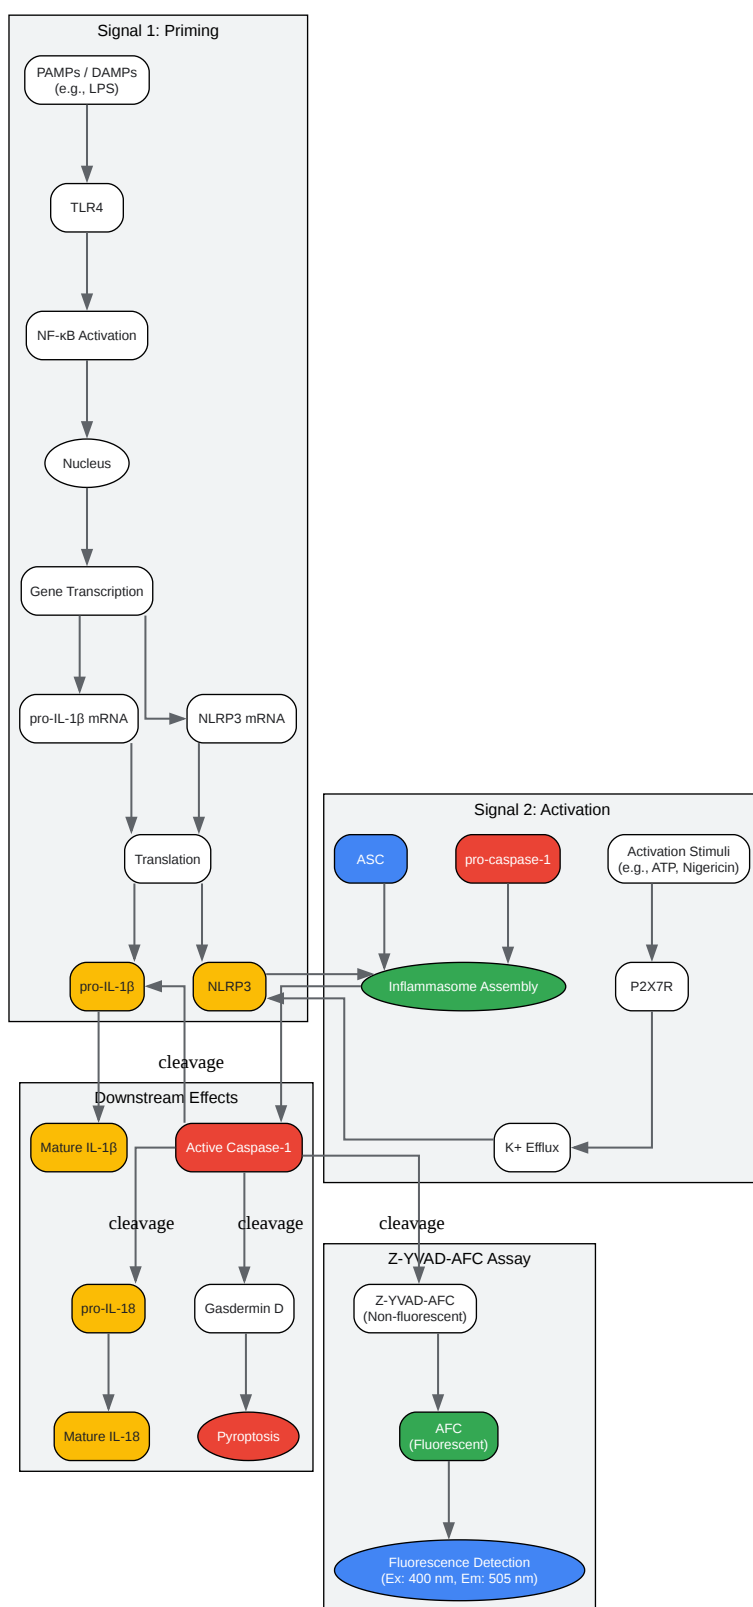 Signal 1: Priming
PAMPs / DAMPs
(e.g., LPS)
TLR4
NF-κB Activation
Nucleus
Gene Transcription
pro-IL-1β mRNA
NLRP3 mRNA
Translation
pro-IL-1β
NLRP3
Signal 2: Activation
ASC
pro-caspase-1
Activation Stimuli
(e.g., ATP, Nigericin)
Inflammasome Assembly
P2X7R
K+ Efflux
cleavage
Downstream Effects
Mature IL-1β
Active Caspase-1
cleavage
cleavage
cleavage
pro-IL-18
Gasdermin D
Mature IL-18
Pyroptosis
Z-YVAD-AFC Assay
Z-YVAD-AFC
(Non-fluorescent)
AFC
(Fluorescent)
Fluorescence Detection
(Ex: 400 nm, Em: 505 nm)